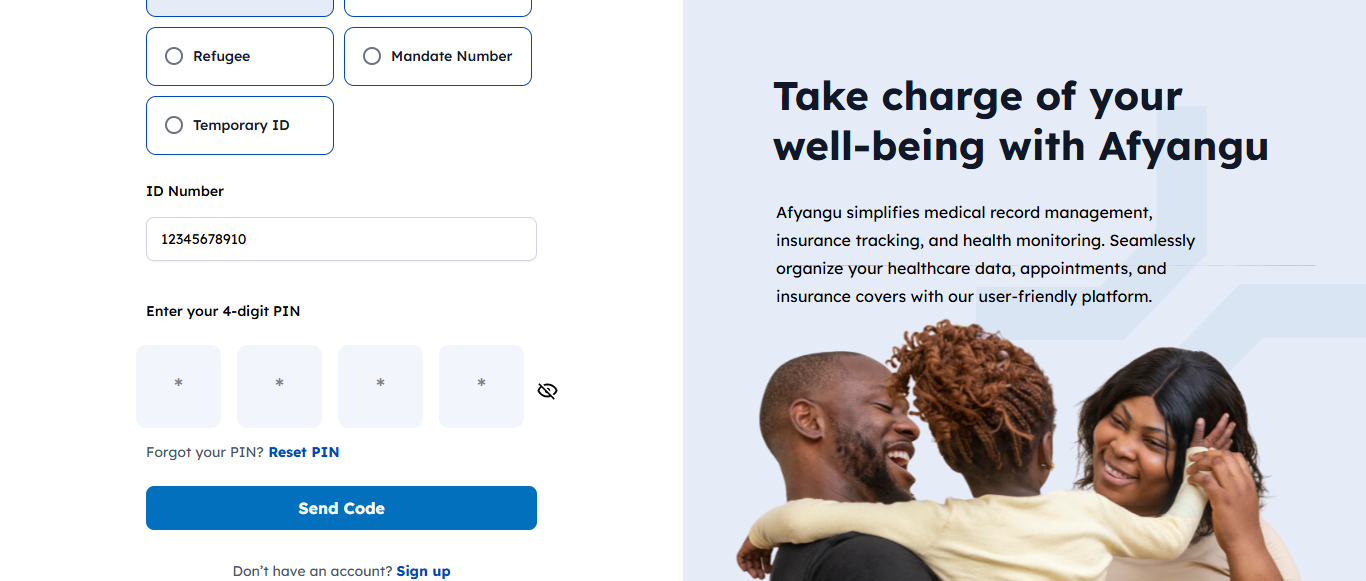 Refugee
Mandate Number
Temporary ID
ID Number
12345678910
Enter your 4-digit PIN
* * * *
Forgot your PIN? Reset PIN
Send Code
Don't have an account? Sign up
Take charge of your
well-being with Afyangu
Afyangu simplifies medical record management,
insurance tracking, and health monitoring. Seamlessly
organize your healthcare data, appointments, and
insurance covers with our user-friendly platform.